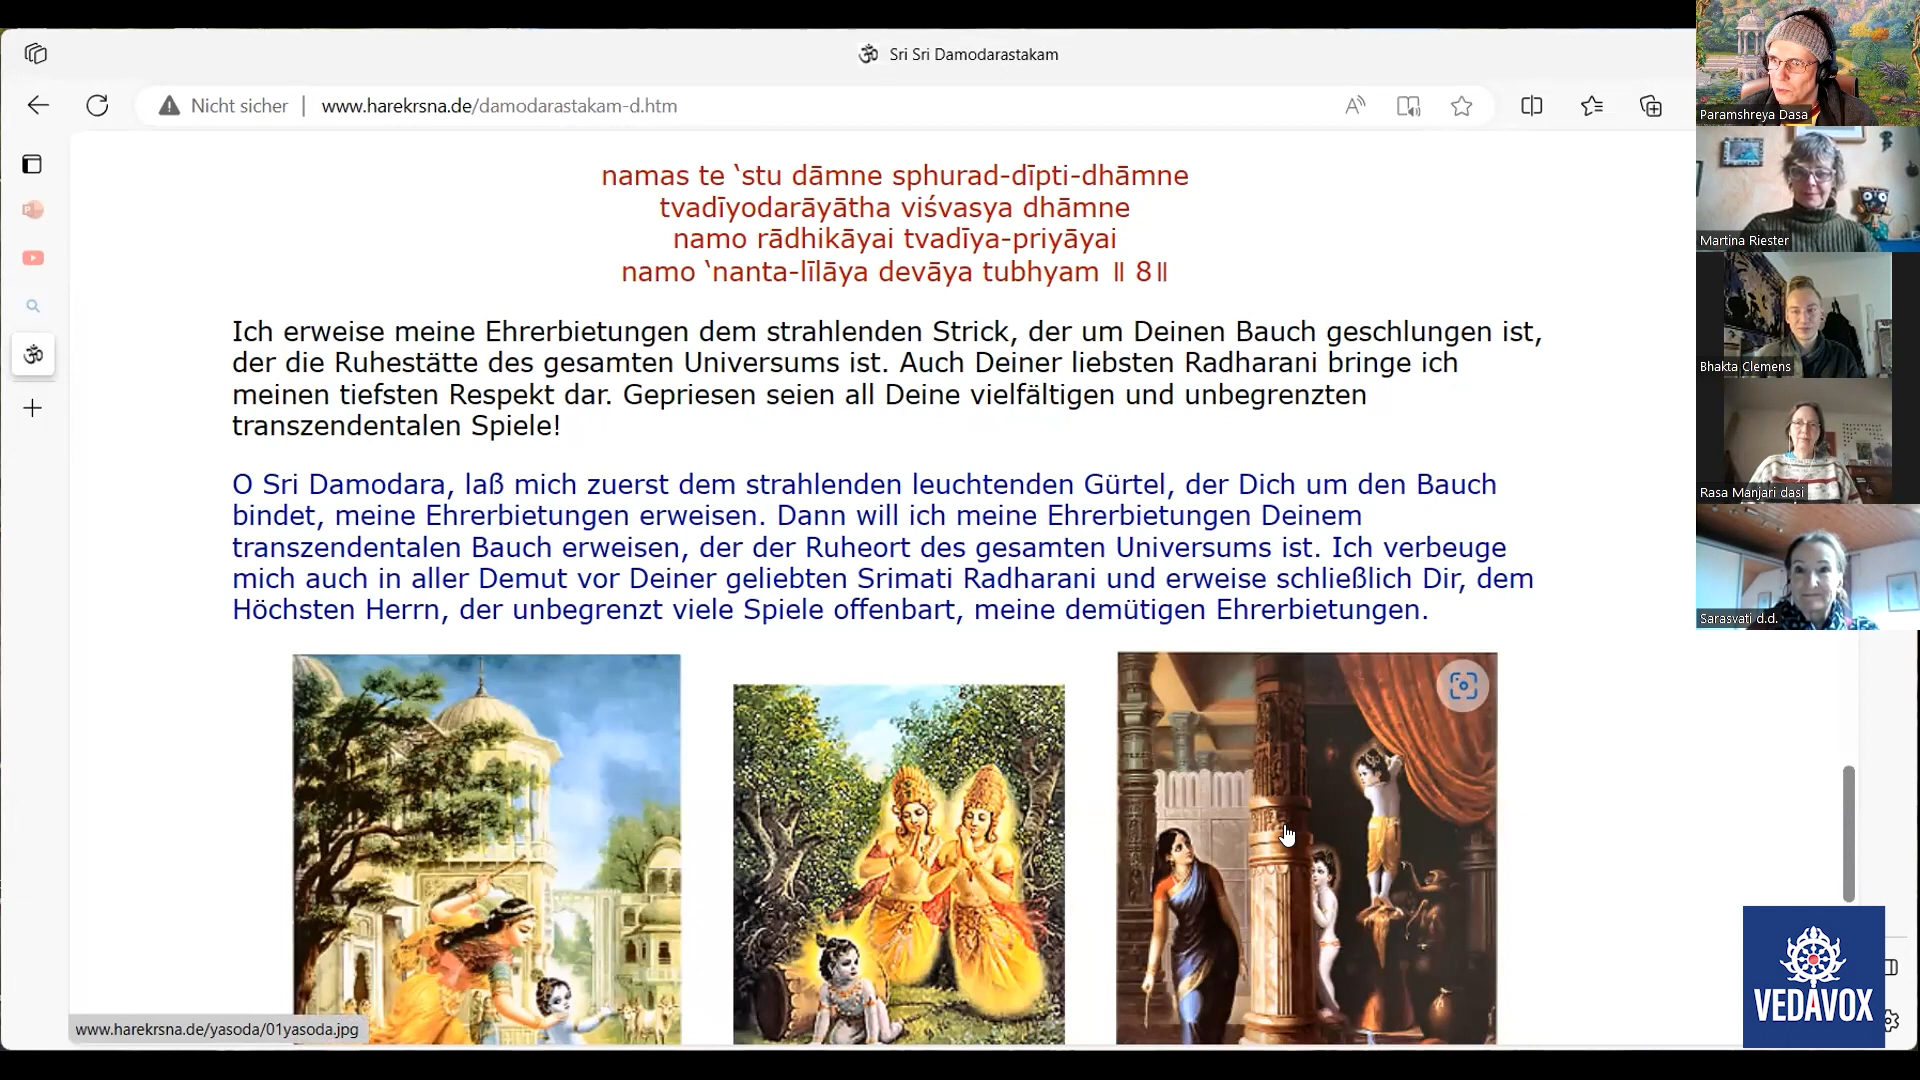 Sri Sri Damodarastakam
Nicht sicher | www.harekrsna.de/damodarastakam-d.htm
namas te ‘stu dāmne sphurad-dīpti-dhāmne
tvadīyodarāyātha viśvasya dhāmne
namo rādhikāyai tvadīya-priyāyai
namo ‘nanta-līlāya devāya tubhyam ॥ 8॥
Ich erweise meine Ehrerbietungen dem strahlenden Strick, der um Deinen Bauch geschlungen ist,
der die Ruhestätte des gesamten Universums ist. Auch Deiner liebsten Radharani bringe ich
meinen tiefsten Respekt dar. Gepriesen seien all Deine vielfältigen und unbegrenzten
transzendentalen Spiele!
O Sri Damodara, laß mich zuerst dem strahlenden leuchtenden Gürtel, der Dich um den Bauch
bindet, meine Ehrerbietungen erweisen. Dann will ich meine Ehrerbietungen Deinem
transzendentalen Bauch erweisen, der der Ruheort des gesamten Universums ist. Ich verbeuge
mich auch in aller Demut vor Deiner geliebten Srimati Radharani und erweise schließlich Dir, dem
Höchsten Herrn, der unbegrenzt viele Spiele offenbart, meine demütigen Ehrerbietungen.
www.harekrsna.de/yasoda/01yasoda.jpg
Paramshreya Dasa
Martina Riester
Bhakta Clemens
Rasa Manjari dasi
Sarasvati d.d.
VEDAVOX